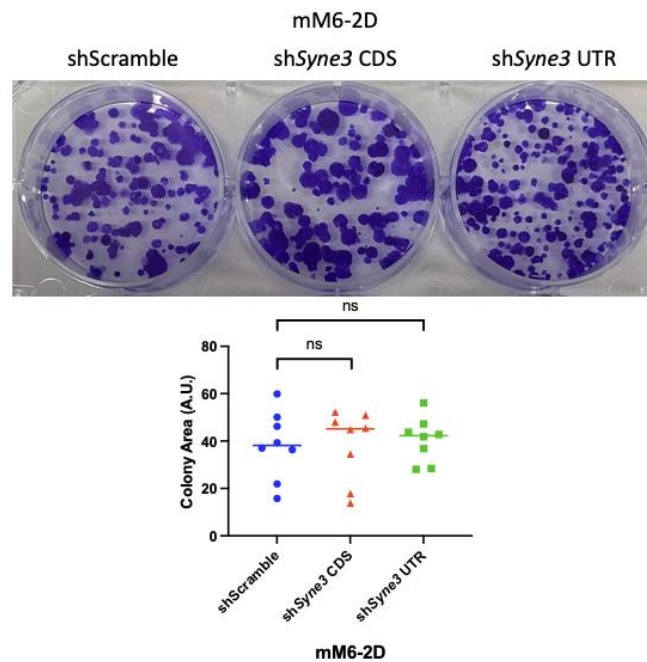 mM6-2D
shScramble shSyne3 CDS shSyne3 UTR
ns
ns
80
60
40
20
0
Colony Area (A.U.)
shScramble
shSyne3 CDS
shSyne3 UTR
mM6-2D